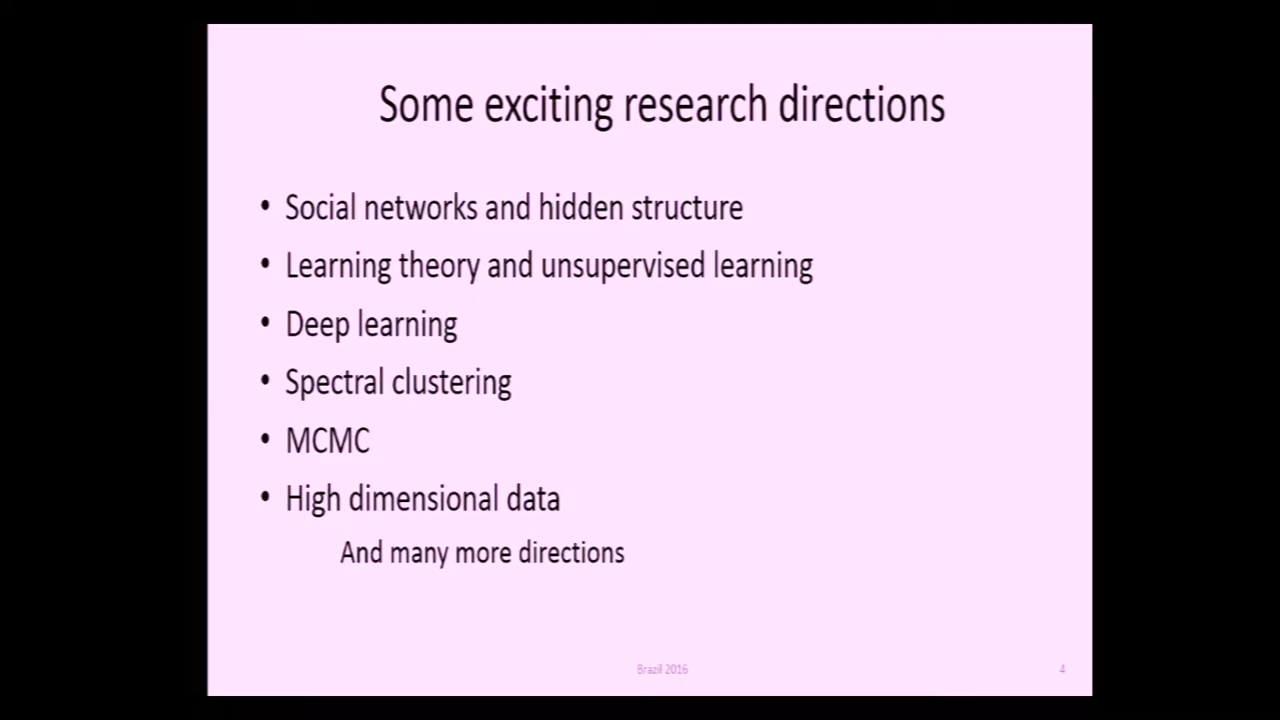 Some exciting research directions
• Social networks and hidden structure
• Learning theory and unsupervised learning
• Deep learning
• Spectral clustering
• MCMC
• High dimensional data
And many more directions
Brazil 2016
4